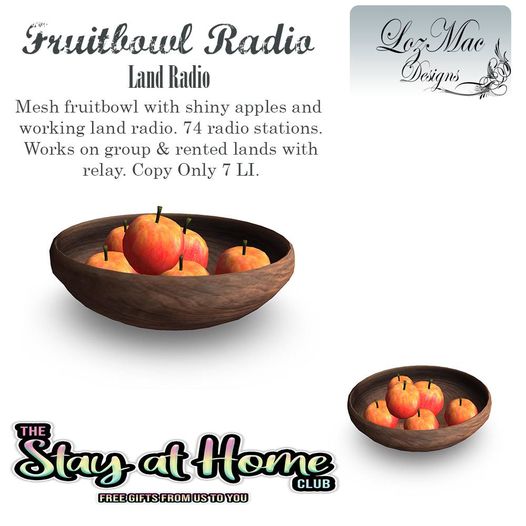 Fruitbowl Radio
Land Radio
Mesh fruitbowl with shiny apples and
working land radio. 74 radio stations.
Works on group & rented lands with
relay. Copy Only 7 LI.
LozMac
Designs
THE
Stay at Home
CLUB
FREE GIFTS FROM US TO YOU